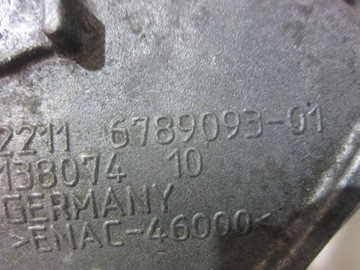 2211 6789093-01
138074 10
GERMANY
>ENAC-46000<